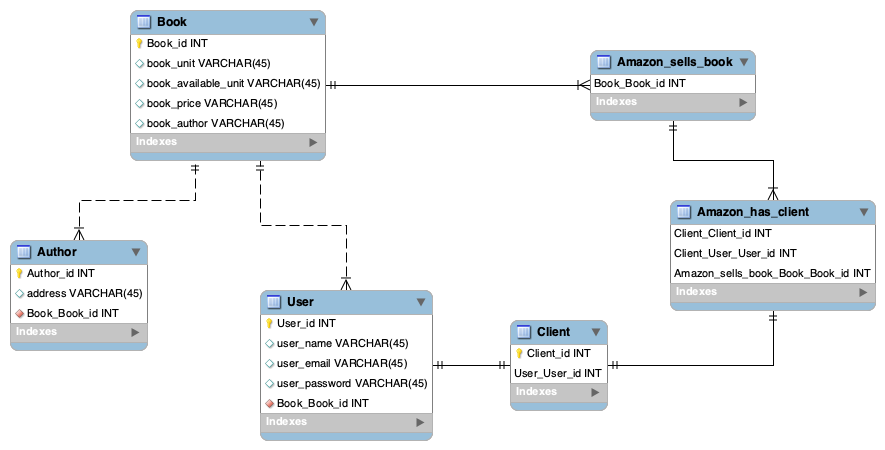 Book
Book_id INT
book_unit VARCHAR(45)
book_available_unit VARCHAR(45)
book_price VARCHAR(45)
book_author VARCHAR(45)
Indexes
Amazon_sells_book
Book_Book_id INT
Indexes
Amazon_has_client
Client_Client_id INT
Client_User_User_id INT
Amazon_sells_book_Book_Book_id INT
Indexes
Author
Author_id INT
address VARCHAR(45)
Book_Book_id INT
Indexes
User
User_id INT
user_name VARCHAR(45)
user_email VARCHAR(45)
user_password VARCHAR(45)
Book_Book_id INT
Indexes
Client
Client_id INT
User_User_id INT
Indexes